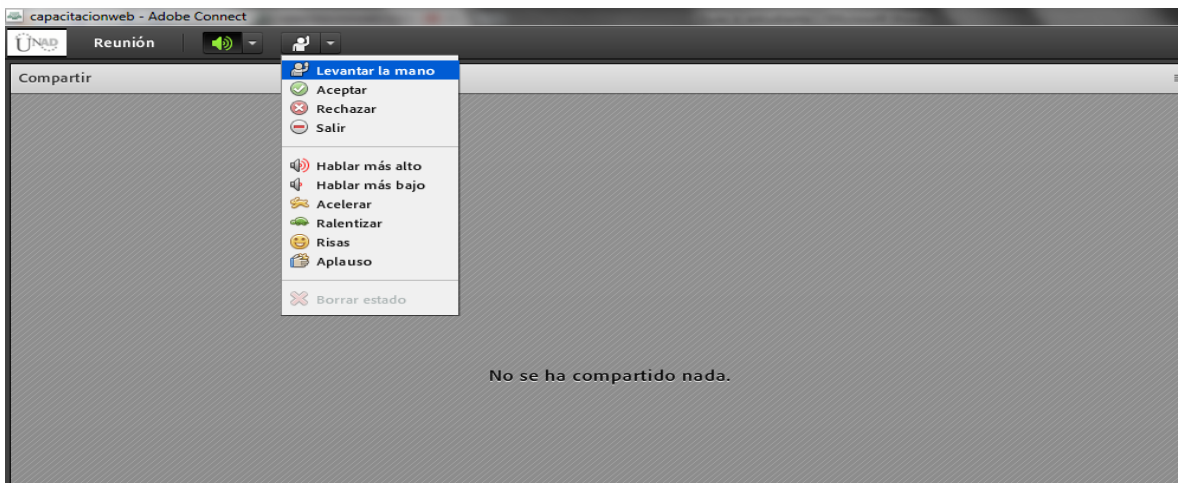 capacitacionweb - Adobe Connect
UNAD Reunión
Compartir
Levantar la mano
Aceptar
Rechazar
Salir
Hablar más alto
Hablar más bajo
Acelerar
Ralentizar
Risas
Aplauso
Borrar estado
No se ha compartido nada.